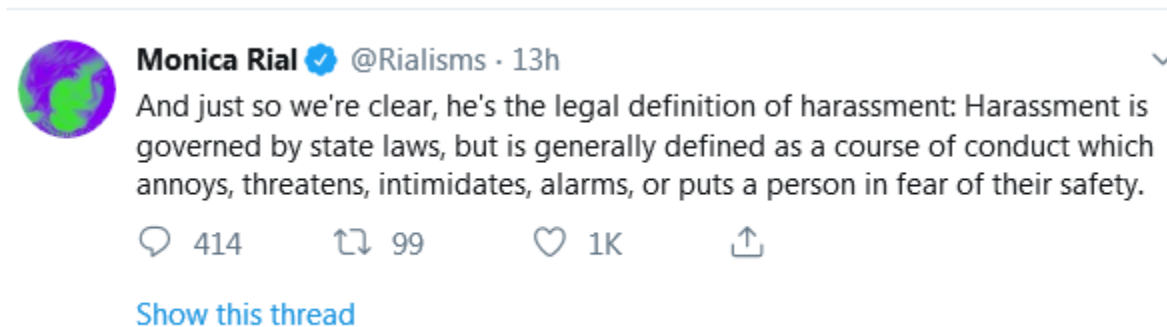 Monica Rial @Rialisms · 13h
And just so we're clear, he's the legal definition of harassment: Harassment is
governed by state laws, but is generally defined as a course of conduct which
annoys, threatens, intimidates, alarms, or puts a person in fear of their safety.
414 99 1K
Show this thread